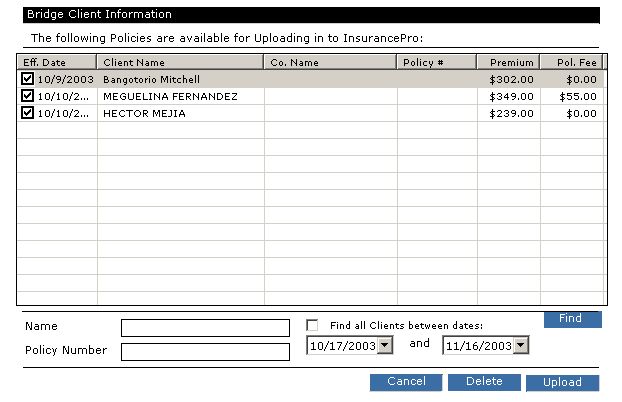 Bridge Client Information
The following Policies are available for Uploading in to InsurancePro:
Eff. Date Client Name Co. Name Policy # Premium Pol. Fee
10/9/2003 Bangotorio Mitchell $302.00 $0.00
10/10/2... MEGUELINA FERNANDEZ $349.00 $55.00
10/10/2... HECTOR MEJIA $239.00 $0.00
Find
Name Find all Clients between dates:
Policy Number 10/17/2003 and 11/16/2003
Cancel Delete Upload